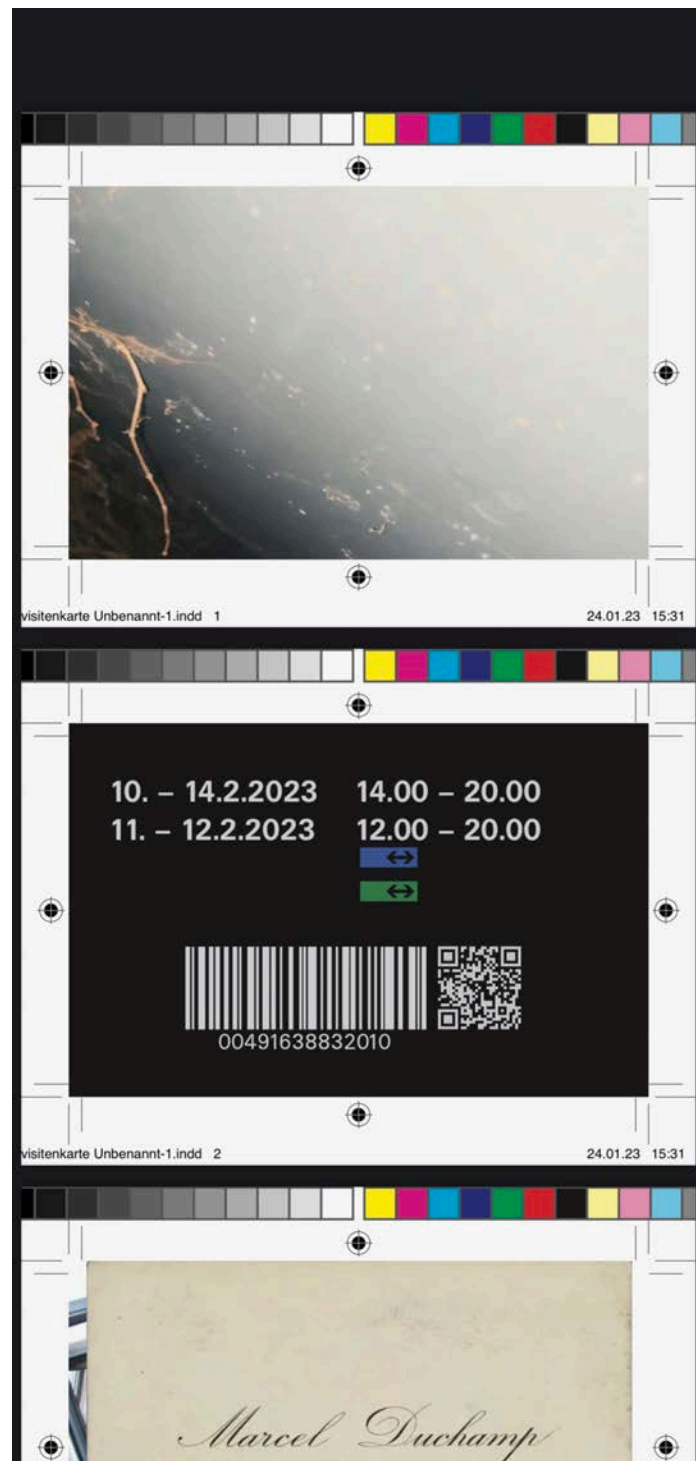 visitenkarte Unbenannt-1.indd 1
24.01.23 15:31
10. – 14.2.2023 14.00 – 20.00
11. – 12.2.2023 12.00 – 20.00
00491638832010
visitenkarte Unbenannt-1.indd 2
24.01.23 15:31
Marcel Duchamp